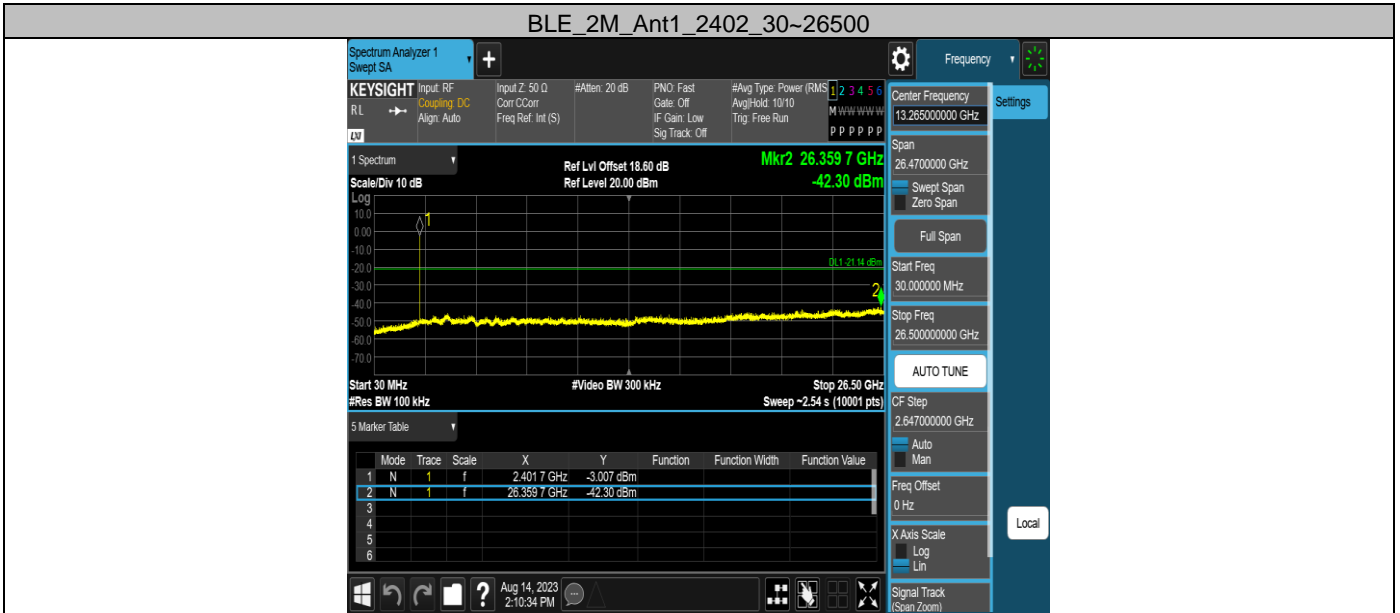 BLE_2M_Ant1_2402_30~26500
Spectrum Analyzer 1
Swept SA
+
Frequency
KEYSIGHT
RL
LXI
Input: RF
Coupling: DC
Align: Auto
Input Z: 50 Ω
Corr CCorr
Freq Ref: Int (S)
#Atten: 20 dB
PNO: Fast
Gate: Off
IF Gain: Low
Sig Track: Off
#Avg Type: Power (RMS
Avg|Hold: 10/10
Trig: Free Run
1 2 3 4 5 6
M W W W W W
P P P P P P
1 Spectrum
Scale/Div 10 dB
Ref Lvl Offset 18.60 dB
Ref Level 20.00 dBm
Mkr2 26.359 7 GHz
-42.30 dBm
Log
10.0
0.00
-10.0
-20.0
-30.0
-40.0
-50.0
-60.0
-70.0
1
DL1 -21.14 dBm
2
Start 30 MHz
#Video BW 300 kHz
Stop 26.50 GHz
#Res BW 100 kHz
Sweep ~2.54 s (10001 pts)
5 Marker Table
Mode Trace Scale X Y Function Function Width Function Value
1 N 1 f 2.401 7 GHz -3.007 dBm
2 N 1 f 26.359 7 GHz -42.30 dBm
3
4
5
6
Center Frequency
13.265000000 GHz
Span
26.4700000 GHz
Swept Span
Zero Span
Full Span
Start Freq
30.000000 MHz
Stop Freq
26.500000000 GHz
AUTO TUNE
CF Step
2.647000000 GHz
Auto
Man
Freq Offset
0 Hz
X Axis Scale
Log
Lin
Signal Track
(Span Zoom)
Settings
Local
?
Aug 14, 2023
2:10:34 PM